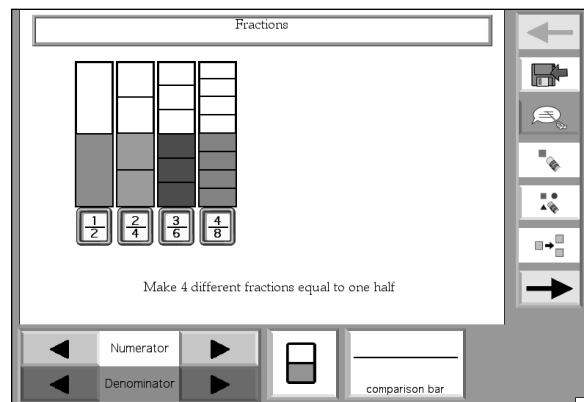 Fractions
1/2 2/4 3/6 4/8
Make 4 different fractions equal to one half
Numerator
Denominator
comparison bar